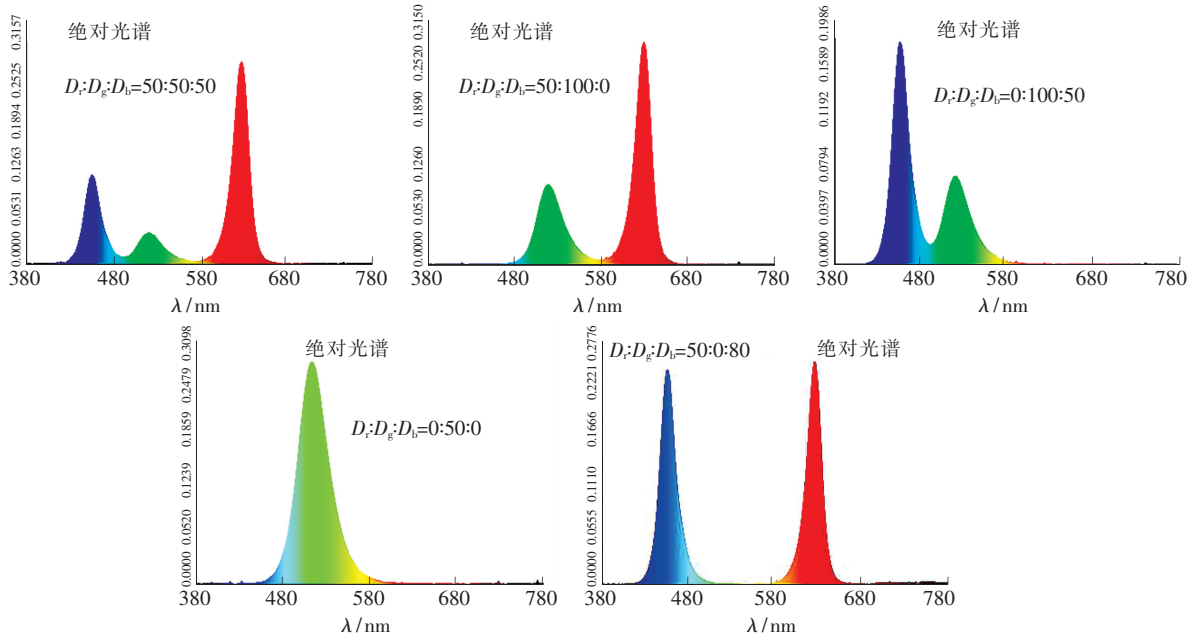 绝对光谱
Dr:Dg:Db=50:50:50
0.3157
0.2525
0.1894
0.1263
0.0531
0.0000
380 480 580 680 780
λ/nm
绝对光谱
Dr:Dg:Db=50:100:0
0.3150
0.2520
0.1890
0.1260
0.0530
0.0000
380 480 580 680 780
λ/nm
绝对光谱
Dr:Dg:Db=0:100:50
0.1986
0.1589
0.1192
0.0794
0.0397
0.0000
380 480 580 680 780
λ/nm
绝对光谱
Dr:Dg:Db=0:50:0
0.3098
0.2479
0.1859
0.1239
0.0520
0.0000
380 480 580 680 780
λ/nm
Dr:Dg:Db=50:0:80
绝对光谱
0.2776
0.2221
0.1666
0.1110
0.0555
0.0000
380 480 580 680 780
λ/nm